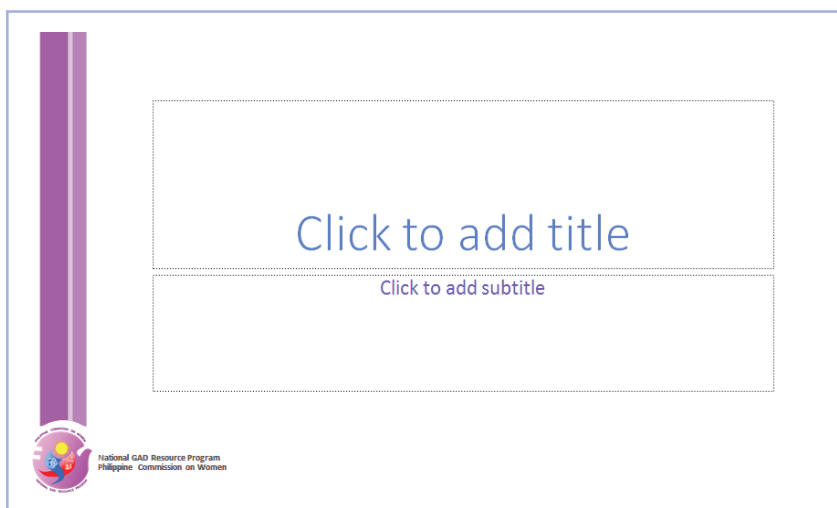 Click to add title
Click to add subtitle
National GAD Resource Program
Philippine Commission on Women